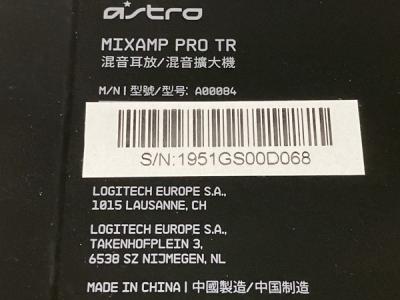 astro
MIXAMP PRO TR
混音耳放/混音擴大機
M/N | 型號/型号: A00084
S/N:1951GS00D068
LOGITECH EUROPE S.A.,
1015 LAUSANNE, CH
LOGITECH EUROPE S.A.,
TAKENHOFPLEIN 3,
6538 SZ NIJMEGEN, NL
MADE IN CHINA | 中國製造/中国制造